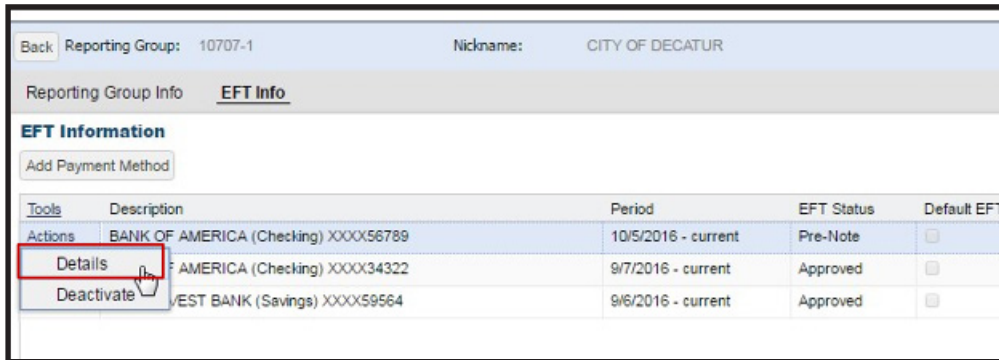 Back Reporting Group: 10707-1 Nickname: CITY OF DECATUR
Reporting Group Info EFT Info
EFT Information
Add Payment Method
Tools Description Period EFT Status Default EFT
Actions BANK OF AMERICA (Checking) XXXX56789 10/5/2016 - current Pre-Note
Details AMERICA (Checking) XXXX34322 9/7/2016 - current Approved
Deactivate BANK (Savings) XXXX59564 9/6/2016 - current Approved